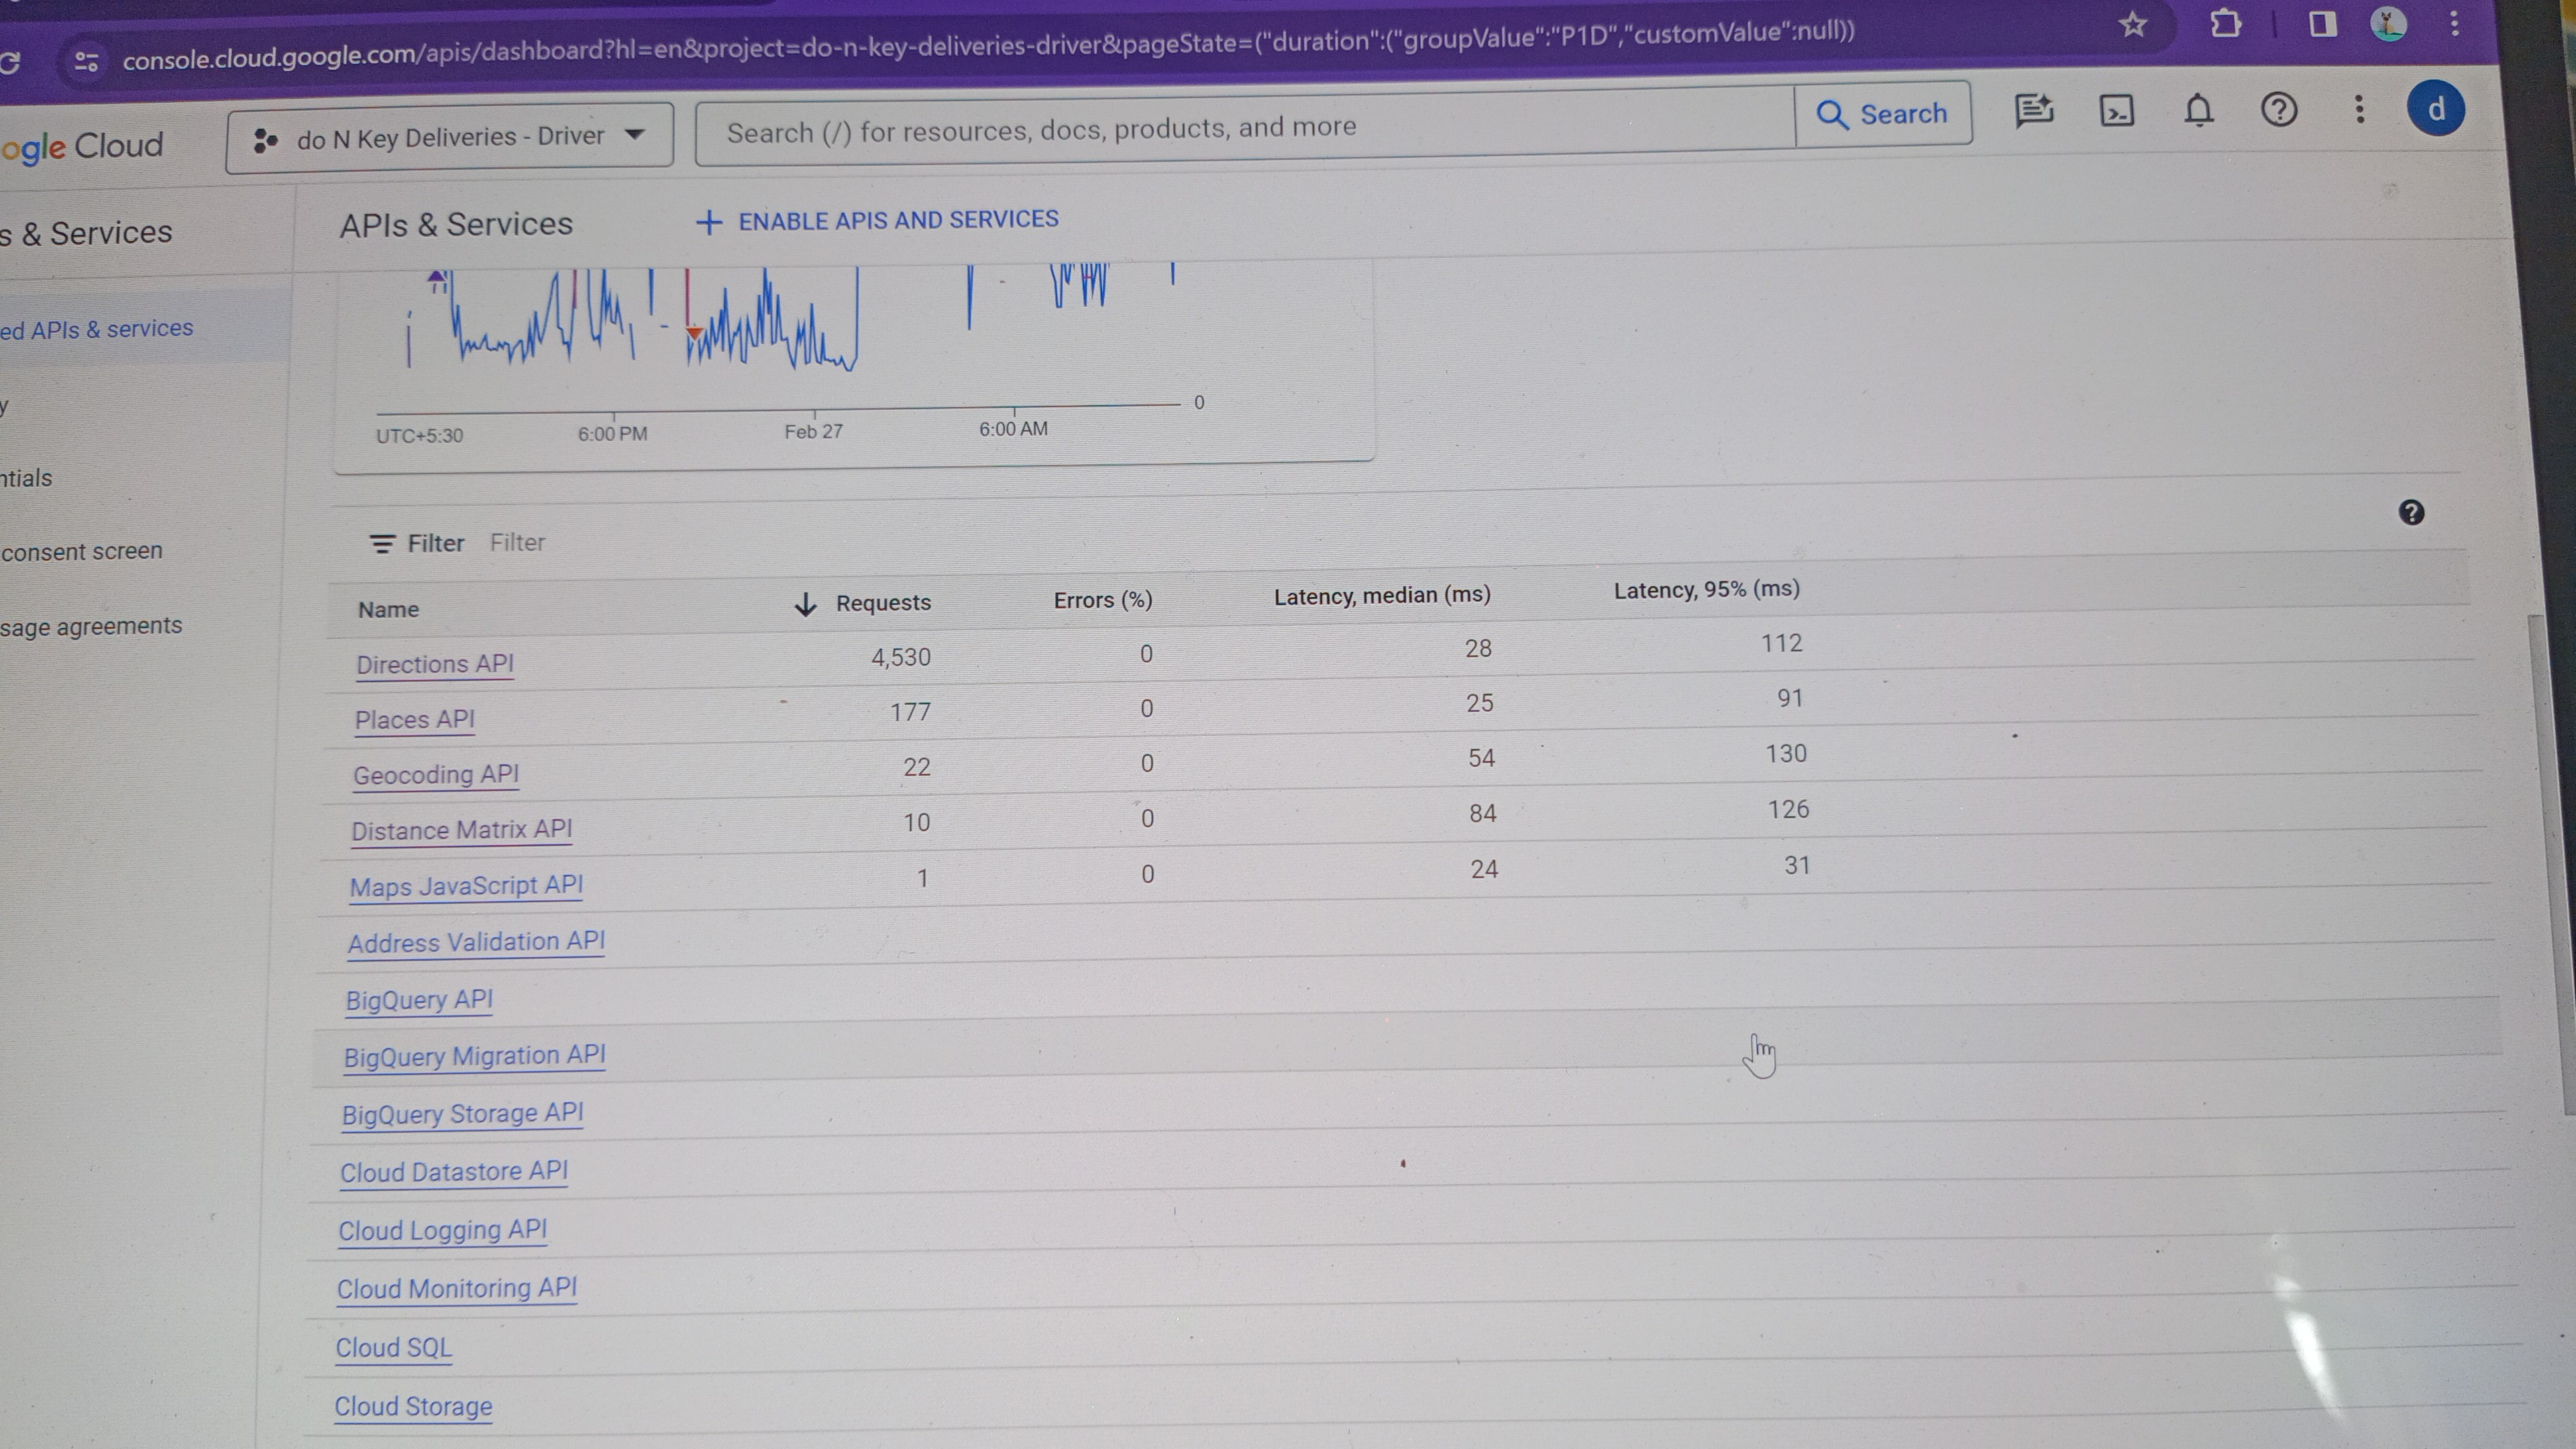 console.cloud.google.com/apis/dashboard?hl=en&project=do-n-key-deliveries-driver&pageState=("duration":("groupValue":"P1D","customValue":null))
ogle Cloud
do N Key Deliveries - Driver
Search (/) for resources, docs, products, and more
Search
d
s & Services
APIs & Services
+ ENABLE APIS AND SERVICES
ed APIs & services
y
ntials
consent screen
sage agreements
0
UTC+5:30 6:00 PM Feb 27 6:00 AM
Filter Filter
Name Requests Errors (%) Latency, median (ms) Latency, 95% (ms)
Directions API 4,530 0 28 112
Places API 177 0 25 91
Geocoding API 22 0 54 130
Distance Matrix API 10 0 84 126
Maps JavaScript API 1 0 24 31
Address Validation API
BigQuery API
BigQuery Migration API
BigQuery Storage API
Cloud Datastore API
Cloud Logging API
Cloud Monitoring API
Cloud SQL
Cloud Storage